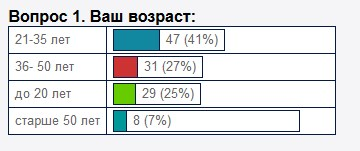 Вопрос 1. Ваш возраст:
21-35 лет 47 (41%)
36- 50 лет 31 (27%)
до 20 лет 29 (25%)
старше 50 лет 8 (7%)